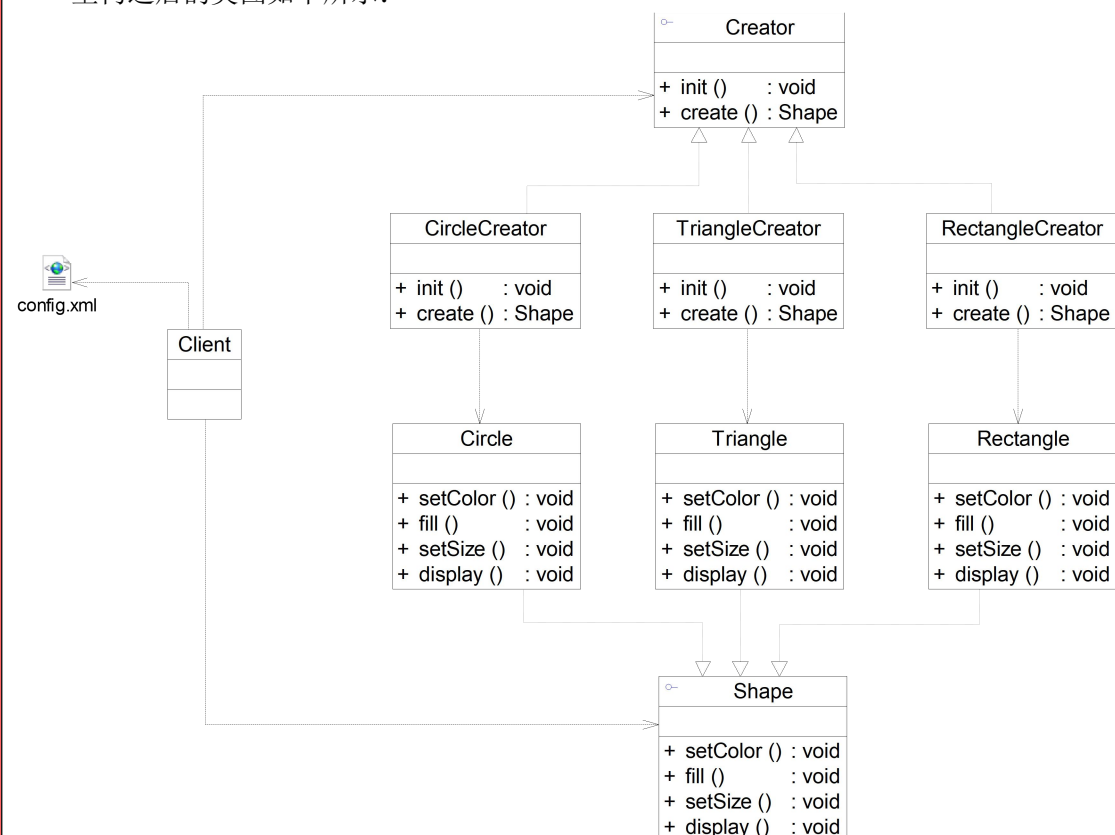 Creator
+ init () : void
+ create () : Shape
CircleCreator
+ init () : void
+ create () : Shape
TriangleCreator
+ init () : void
+ create () : Shape
RectangleCreator
+ init () : void
+ create () : Shape
config.xml
Client
Circle
+ setColor () : void
+ fill () : void
+ setSize () : void
+ display () : void
Triangle
+ setColor () : void
+ fill () : void
+ setSize () : void
+ display () : void
Rectangle
+ setColor () : void
+ fill () : void
+ setSize () : void
+ display () : void
Shape
+ setColor () : void
+ fill () : void
+ setSize () : void
+ display () : void